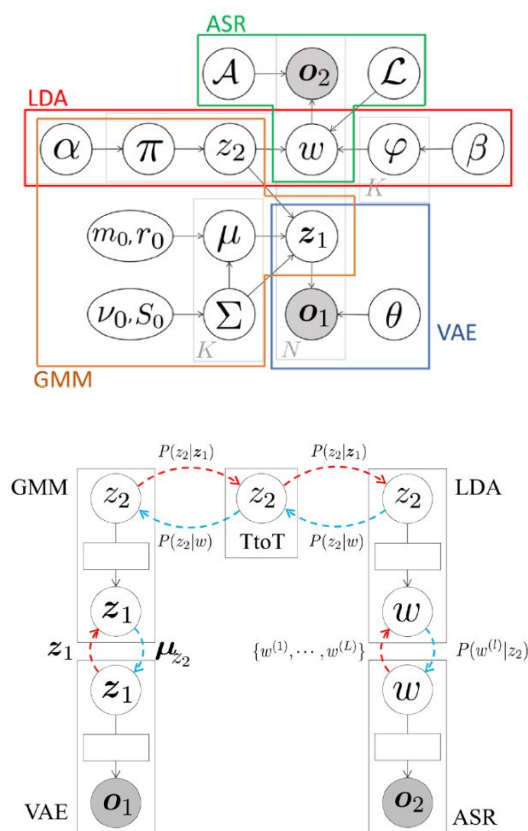 ASR
𝒜 o₂ ℒ
LDA
α π z₂ w φ β
K
m₀, r₀ μ z₁
ν₀, S₀ Σ o₁ θ
K N VAE
GMM
P(z₂|z₁) P(z₂|z₁)
GMM z₂ z₂ z₂ LDA
P(z₂|w) TtoT P(z₂|w)
z₁ w
z₁ μ_z₂ {w⁽¹⁾, ⋯ , w⁽ᴸ⁾} P(w⁽ˡ⁾|z₂)
z₁ w
VAE o₁ o₂ ASR